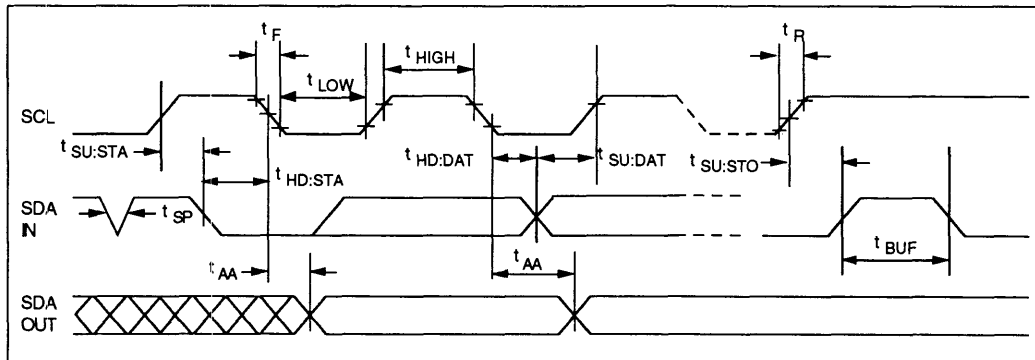 t F
t R
t HIGH
t LOW
SCL
t SU:STA
t HD:DAT
t SU:DAT
t SU:STO
t HD:STA
SDA
IN
t SP
t BUF
t AA
t AA
SDA
OUT